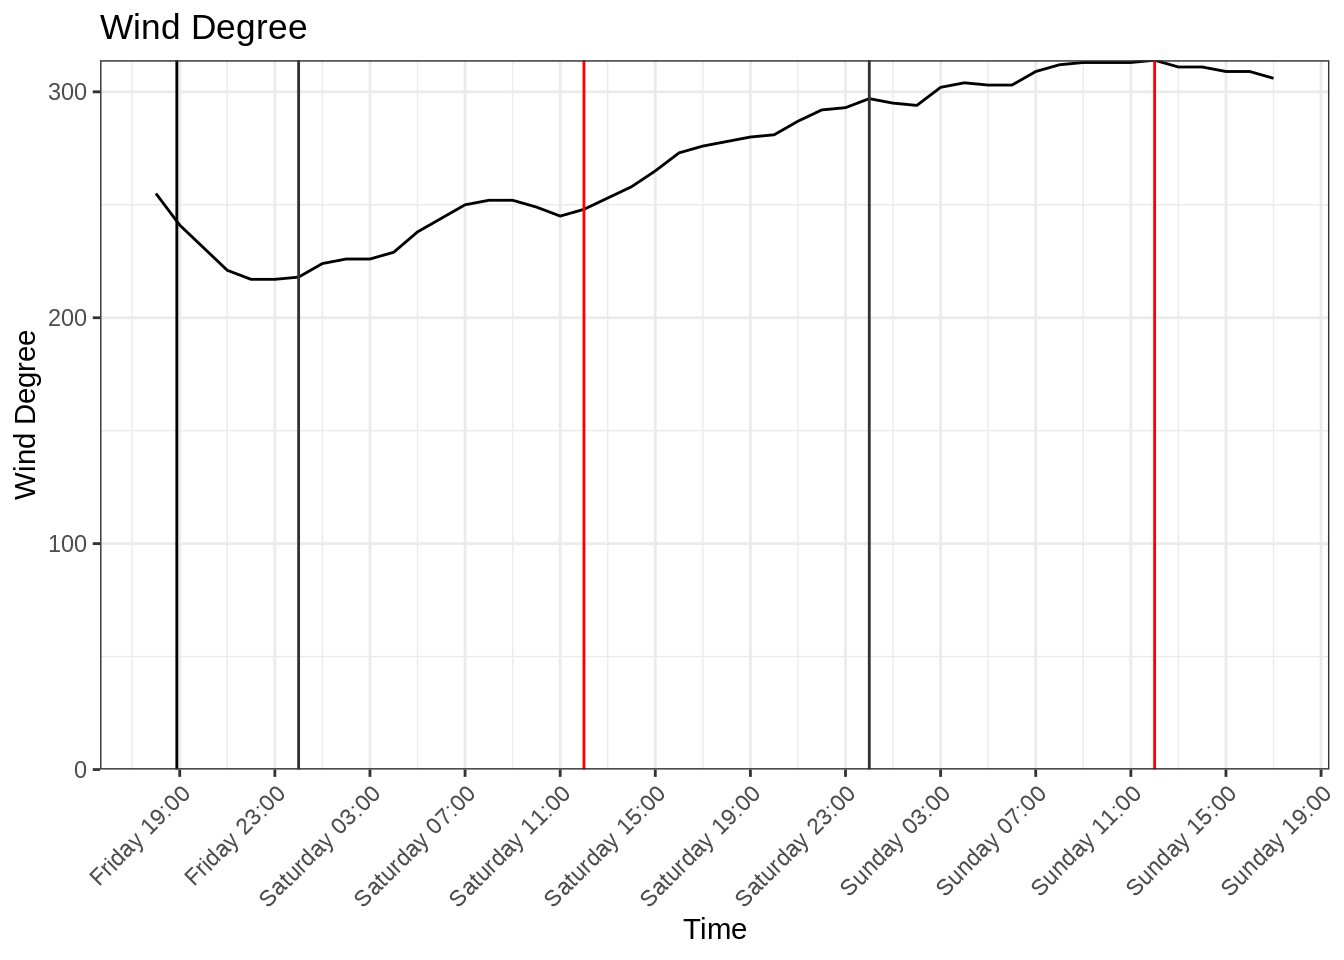 Wind Degree
Wind Degree
300
200
100
0
Friday 19:00
Friday 23:00
Saturday 03:00
Saturday 07:00
Saturday 11:00
Saturday 15:00
Saturday 19:00
Saturday 23:00
Sunday 03:00
Sunday 07:00
Sunday 11:00
Sunday 15:00
Sunday 19:00
Time